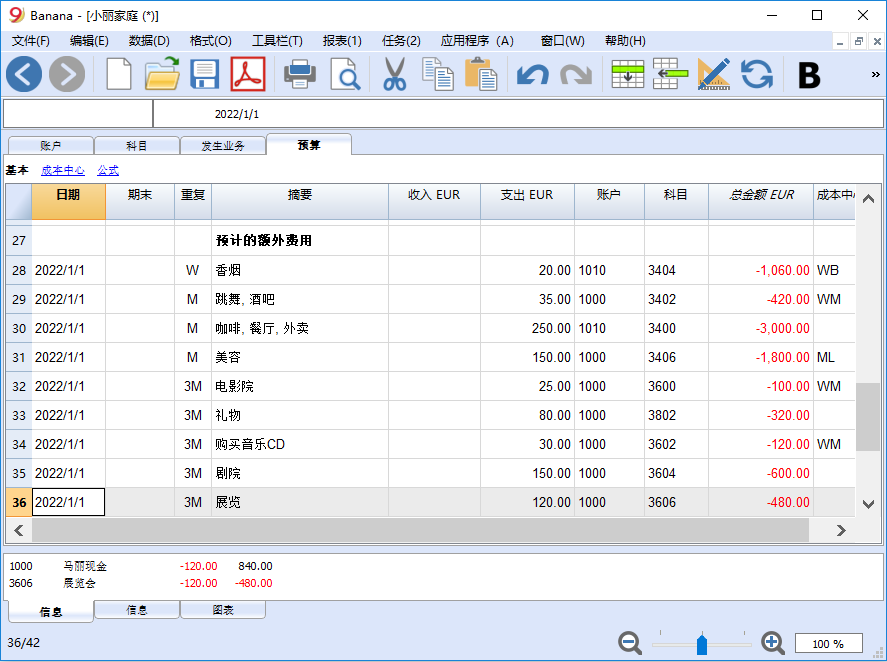 Banana - [小丽家庭 (*)]
文件(F) 编辑(E) 数据(D) 格式(O) 工具栏(T) 报表(1) 任务(2) 应用程序 (A) 窗口(W) 帮助(H)
B »
2022/1/1
账户 科目 发生业务 预算
基本 成本中心 公式
日期 期末 重复 摘要 收入 EUR 支出 EUR 账户 科目 总金额 EUR 成本中
27 预计的额外费用
28 2022/1/1 W 香烟 20.00 1010 3404 -1,060.00 WB
29 2022/1/1 M 跳舞, 酒吧 35.00 1000 3402 -420.00 WM
30 2022/1/1 M 咖啡, 餐厅, 外卖 250.00 1010 3400 -3,000.00
31 2022/1/1 M 美容 150.00 1000 3406 -1,800.00 ML
32 2022/1/1 3M 电影院 25.00 1000 3600 -100.00 WM
33 2022/1/1 3M 礼物 80.00 1000 3802 -320.00
34 2022/1/1 3M 购买音乐CD 30.00 1000 3602 -120.00 WM
35 2022/1/1 3M 剧院 150.00 1000 3604 -600.00
36 2022/1/1 3M 展览 120.00 1000 3606 -480.00
1000 马丽现金 -120.00 840.00
3606 展览会 -120.00 -480.00
信息 信息 图表
36/42 100 %